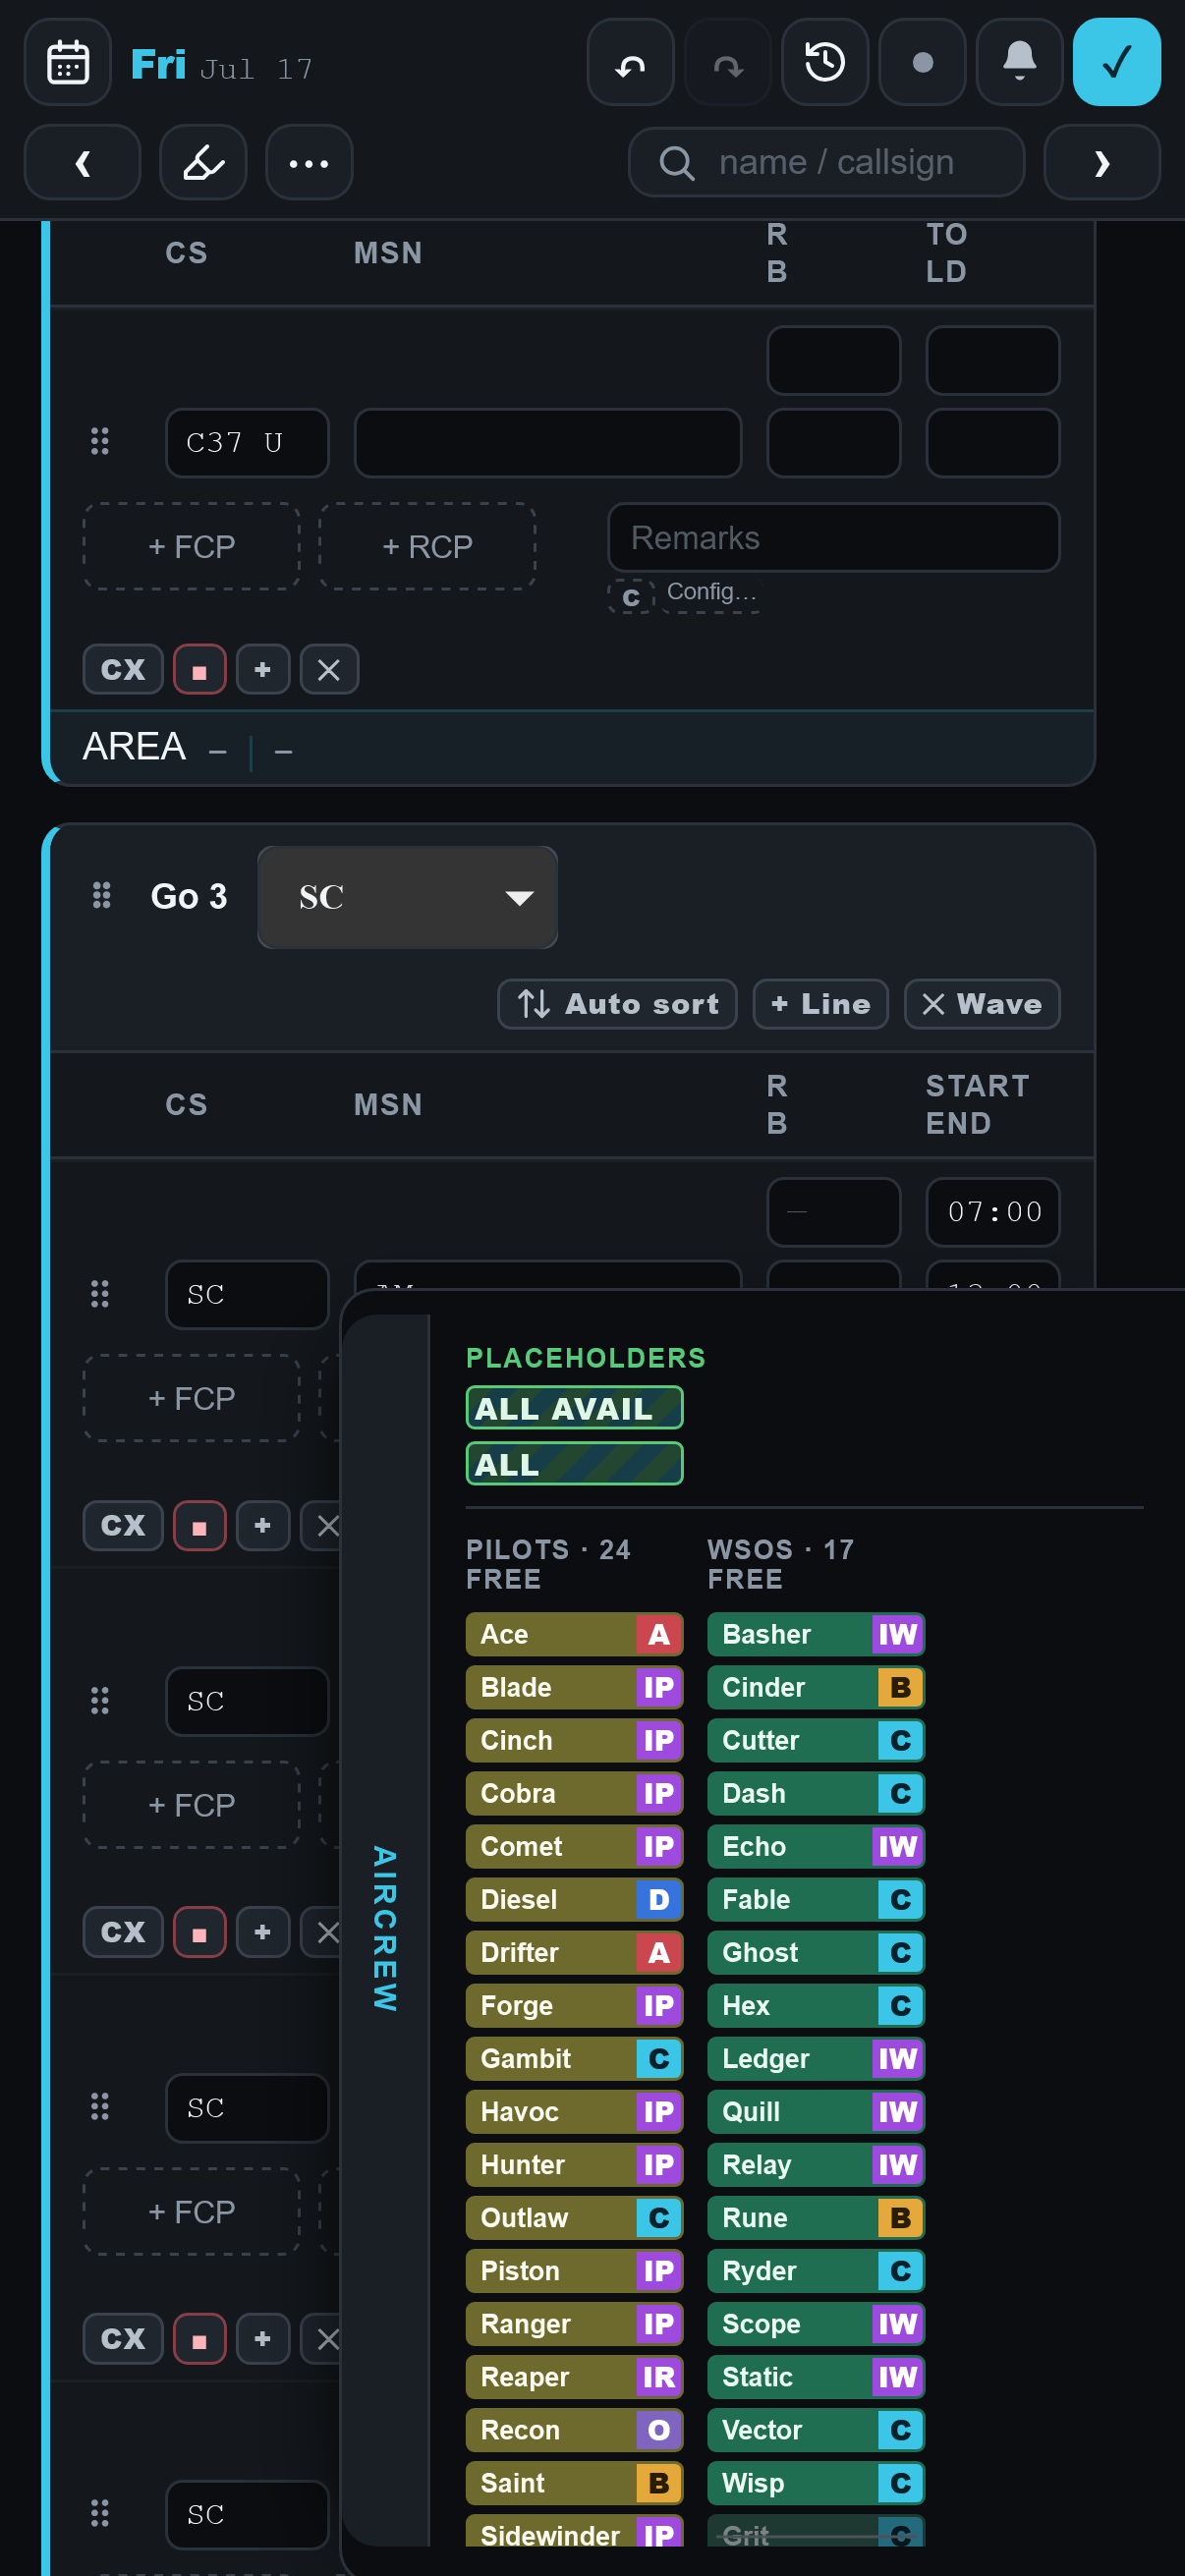 Fri Jul 17
name / callsign
CS MSN R TO
B LD
C37 U
+ FCP + RCP Remarks
C Config...
CX + ×
AREA – | –
Go 3 SC
Auto sort + Line × Wave
CS MSN R START
B END
— 07:00
SC
+ FCP
CX + ×
SC
+ FCP
CX + ×
SC
+ FCP
CX + ×
SC
AIRCREW
PLACEHOLDERS
ALL AVAIL
ALL
PILOTS · 24 WSOS · 17
FREE FREE
Ace A Basher IW
Blade IP Cinder B
Cinch IP Cutter C
Cobra IP Dash C
Comet IP Echo IW
Diesel D Fable C
Drifter A Ghost C
Forge IP Hex C
Gambit C Ledger IW
Havoc IP Quill IW
Hunter IP Relay IW
Outlaw C Rune B
Piston IP Ryder C
Ranger IP Scope IW
Reaper IR Static IW
Recon O Vector C
Saint B Wisp C
Sidewinder IP Grit C